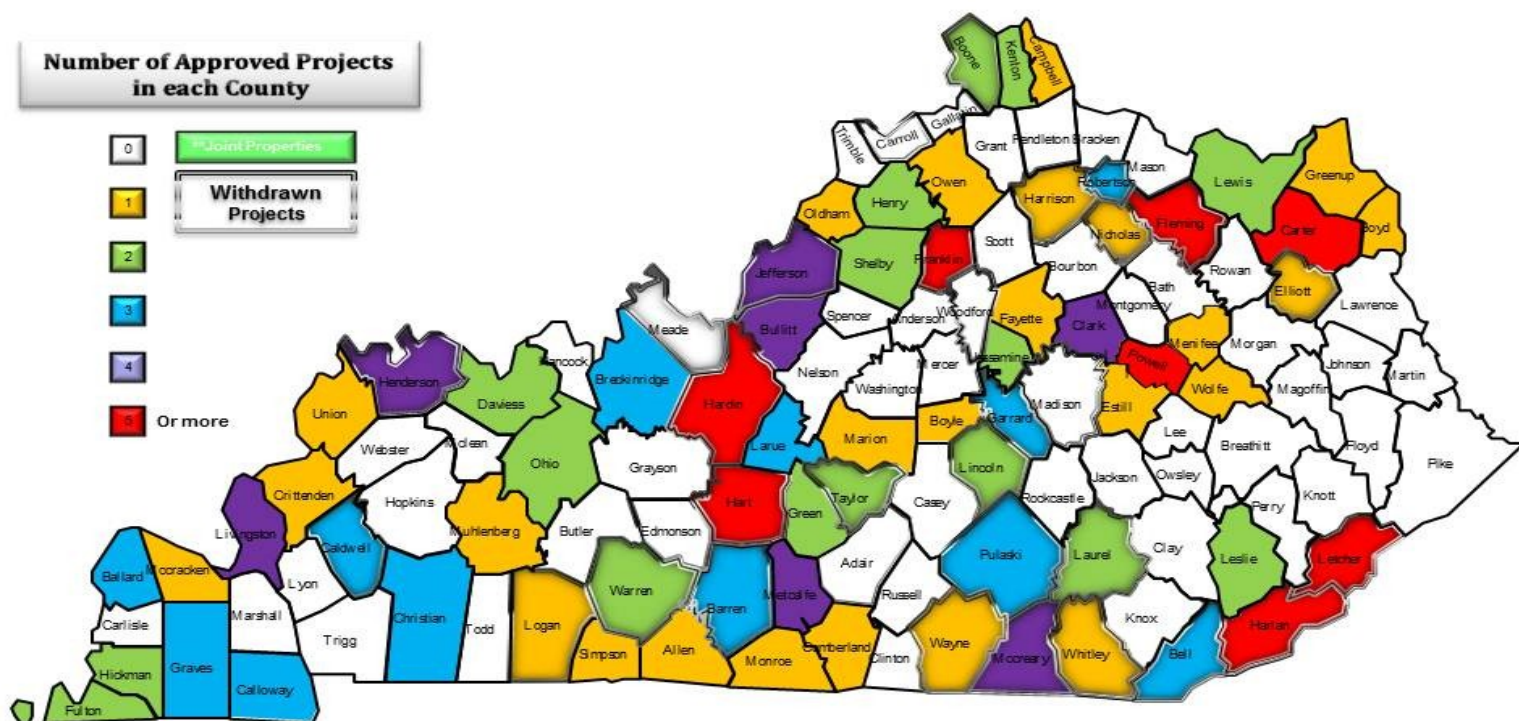 Number of Approved Projects
in each County
0
**Joint Properties
1
Withdrawn
Projects
2
3
4
5 Or more
Boone
Kenton
Campbell
Gallatin
Carroll
Trimble
Grant
Pendleton
Bracken
Mason
Robertson
Lewis
Greenup
Owen
Harrison
Henry
Oldham
Nicholas
Fleming
Carter
Boyd
Scott
Franklin
Shelby
Jefferson
Bourbon
Rowan
Bath
Elliott
Lawrence
Montgomery
Spencer
Anderson
Woodford
Fayette
Clark
Meade
Bullitt
Menifee
Morgan
Johnson
Martin
Powell
Jessamine
Mercer
Nelson
Washington
Hancock
Henderson
Breckinridge
Wolfe
Magoffin
Daviess
Hardin
Madison
Estill
Union
Garrard
Boyle
Lee
Breathitt
Floyd
Pike
Webster
Mclean
Larue
Marion
Ohio
Grayson
Lincoln
Jackson
Owsley
Knott
Perry
Crittenden
Hopkins
Hart
Green
Taylor
Casey
Rockcastle
Livingston
Muhlenberg
Butler
Edmonson
Clay
Caldwell
Pulaski
Laurel
Leslie
Letcher
Ballard
Mccracken
Lyon
Adair
Metcalfe
Warren
Barren
Russell
Marshall
Carlisle
Christian
Todd
Logan
Knox
Harlan
Trigg
Simpson
Allen
Monroe
Cumberland
Clinton
Wayne
Mccreary
Whitley
Bell
Hickman
Graves
Calloway
Fulton